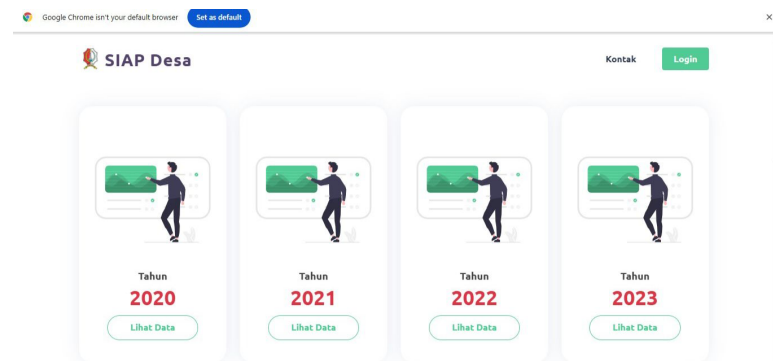 Google Chrome isn't your default browser Set as default
SIAP Desa
Kontak Login
Tahun
2020
Lihat Data
Tahun
2021
Lihat Data
Tahun
2022
Lihat Data
Tahun
2023
Lihat Data